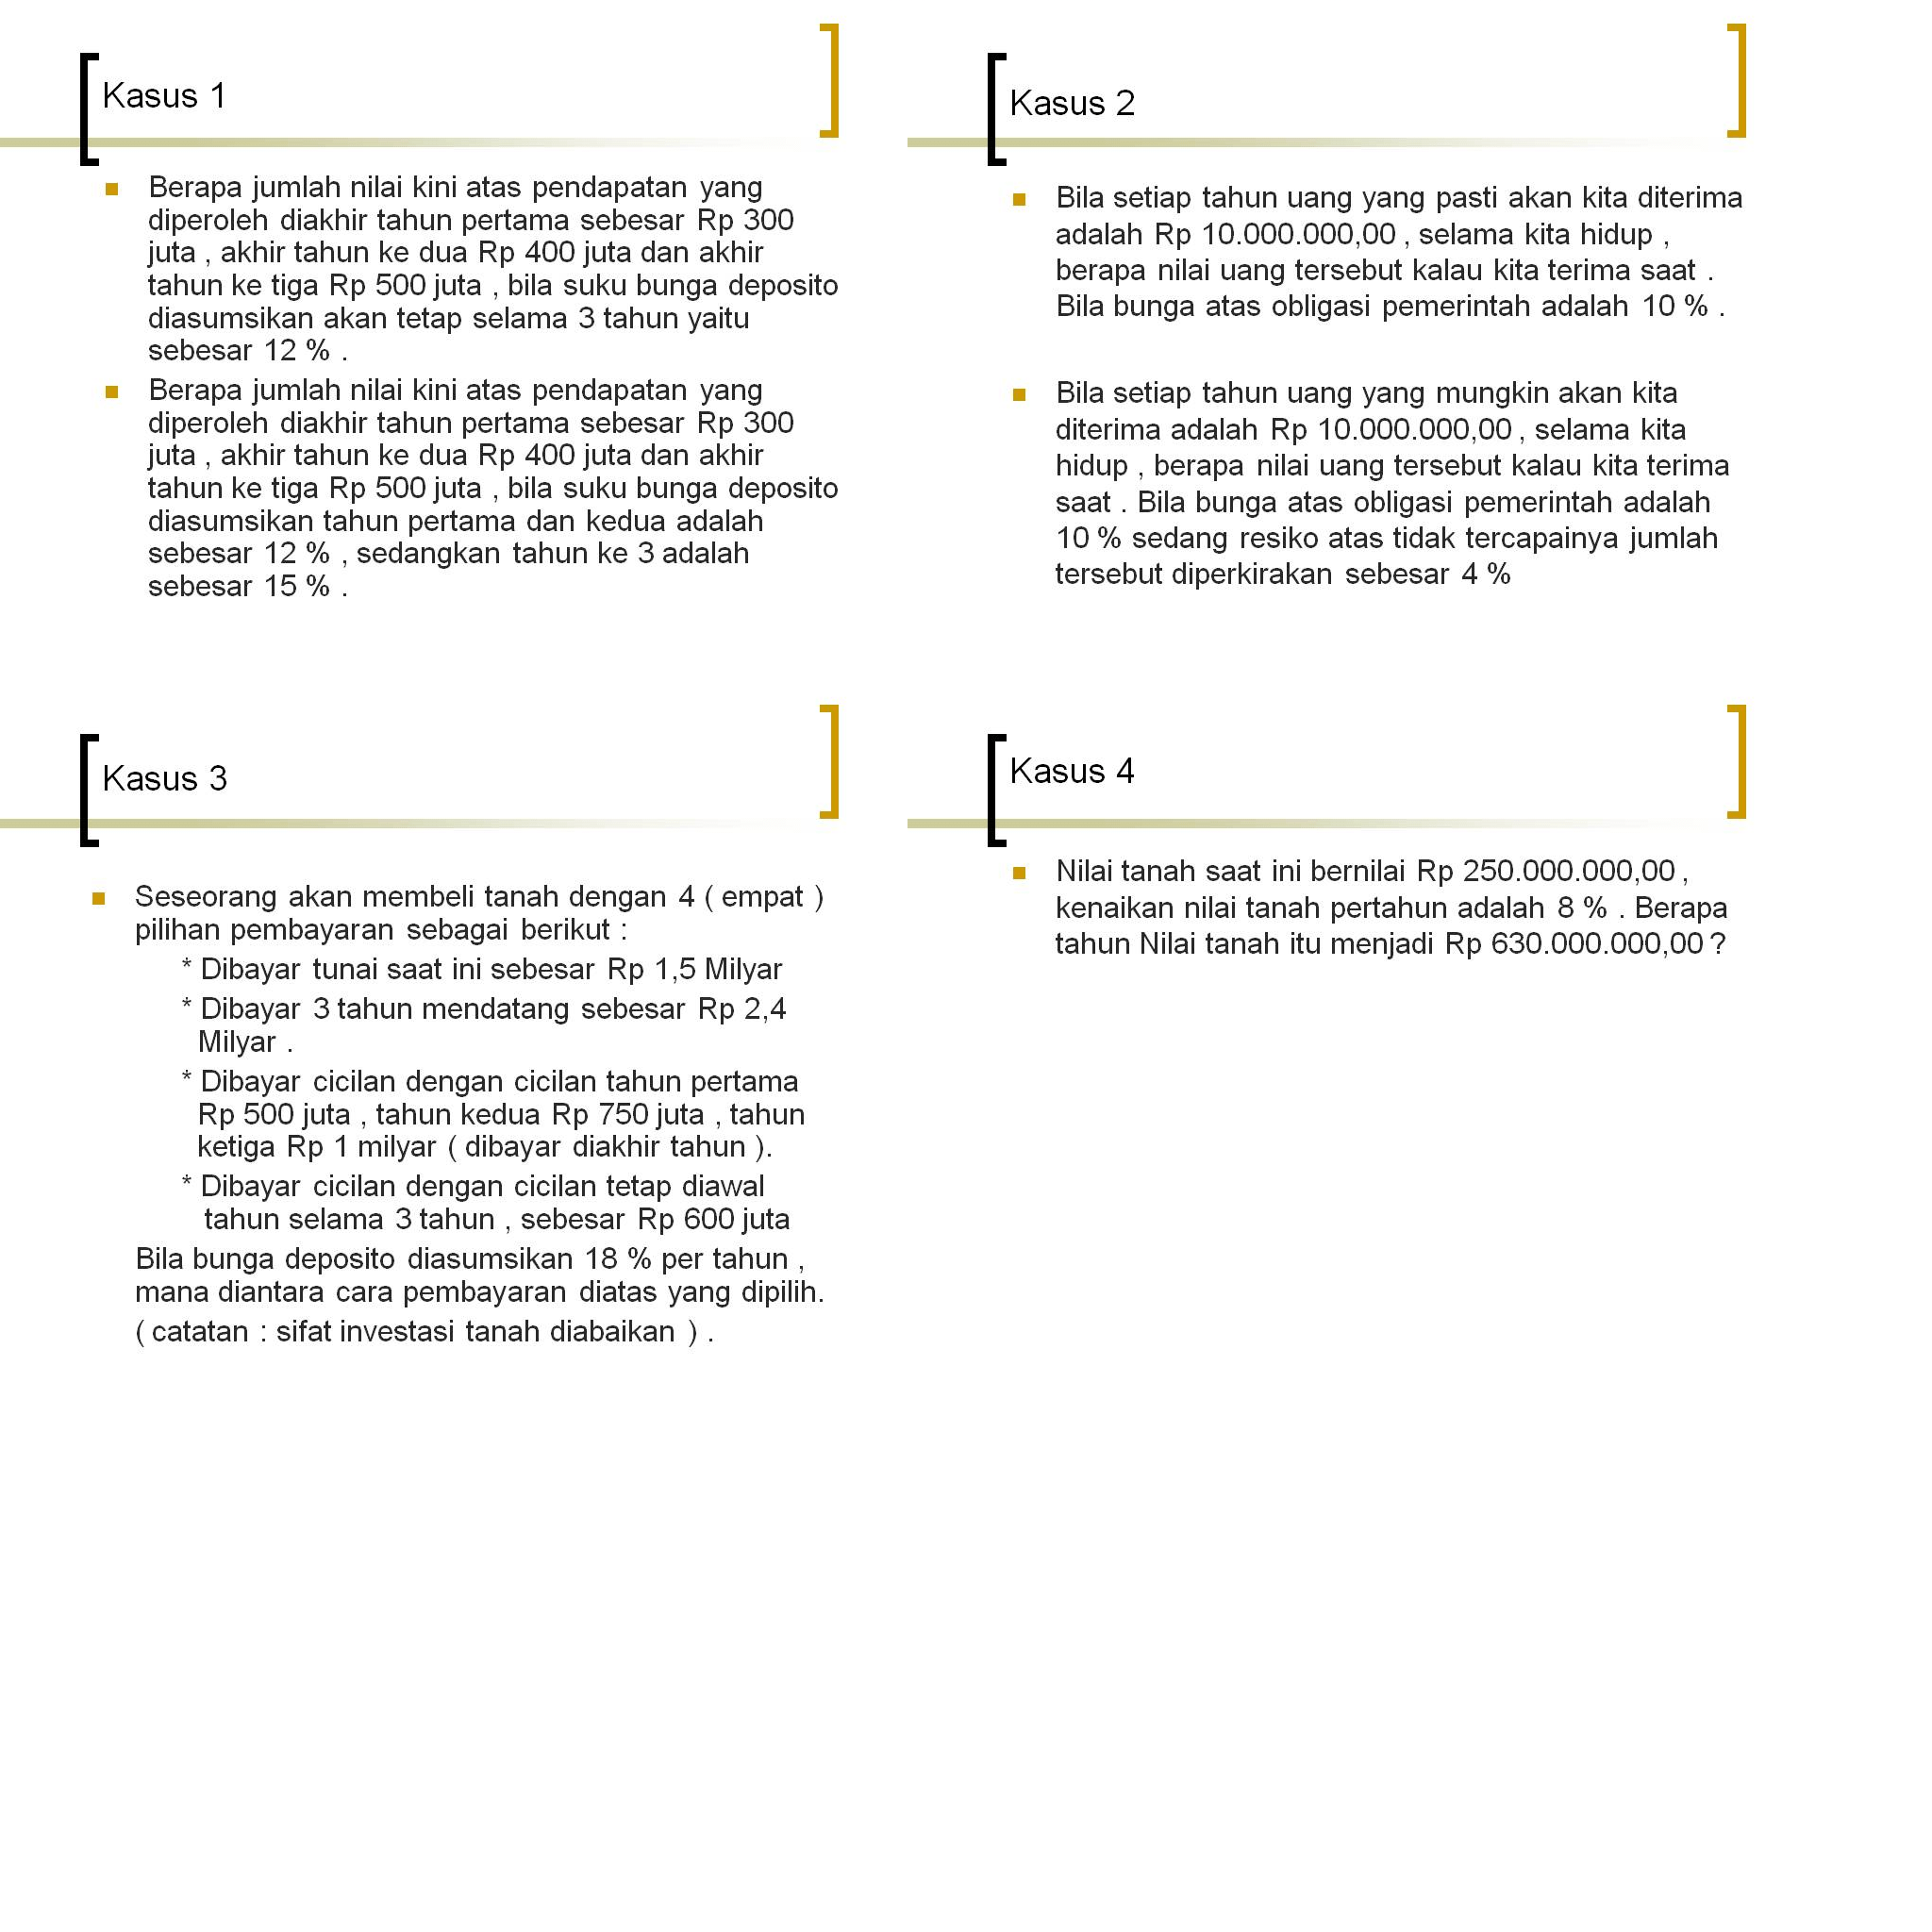 Kasus 1
Berapa jumlah nilai kini atas pendapatan yang
diperoleh diakhir tahun pertama sebesar Rp 300
juta , akhir tahun ke dua Rp 400 juta dan akhir
tahun ke tiga Rp 500 juta , bila suku bunga deposito
diasumsikan akan tetap selama 3 tahun yaitu
sebesar 12 % .
Berapa jumlah nilai kini atas pendapatan yang
diperoleh diakhir tahun pertama sebesar Rp 300
juta , akhir tahun ke dua Rp 400 juta dan akhir
tahun ke tiga Rp 500 juta , bila suku bunga deposito
diasumsikan tahun pertama dan kedua adalah
sebesar 12 % , sedangkan tahun ke 3 adalah
sebesar 15 % .
Kasus 2
Bila setiap tahun uang yang pasti akan kita diterima
adalah Rp 10.000.000,00 , selama kita hidup ,
berapa nilai uang tersebut kalau kita terima saat .
Bila bunga atas obligasi pemerintah adalah 10 % .
Bila setiap tahun uang yang mungkin akan kita
diterima adalah Rp 10.000.000,00 , selama kita
hidup , berapa nilai uang tersebut kalau kita terima
saat . Bila bunga atas obligasi pemerintah adalah
10 % sedang resiko atas tidak tercapainya jumlah
tersebut diperkirakan sebesar 4 %
Kasus 3
Seseorang akan membeli tanah dengan 4 ( empat )
pilihan pembayaran sebagai berikut :
* Dibayar tunai saat ini sebesar Rp 1,5 Milyar
* Dibayar 3 tahun mendatang sebesar Rp 2,4
Milyar .
* Dibayar cicilan dengan cicilan tahun pertama
Rp 500 juta , tahun kedua Rp 750 juta , tahun
ketiga Rp 1 milyar ( dibayar diakhir tahun ).
* Dibayar cicilan dengan cicilan tetap diawal
tahun selama 3 tahun , sebesar Rp 600 juta
Bila bunga deposito diasumsikan 18 % per tahun ,
mana diantara cara pembayaran diatas yang dipilih.
( catatan : sifat investasi tanah diabaikan ) .
Kasus 4
Nilai tanah saat ini bernilai Rp 250.000.000,00 ,
kenaikan nilai tanah pertahun adalah 8 % . Berapa
tahun Nilai tanah itu menjadi Rp 630.000.000,00 ?